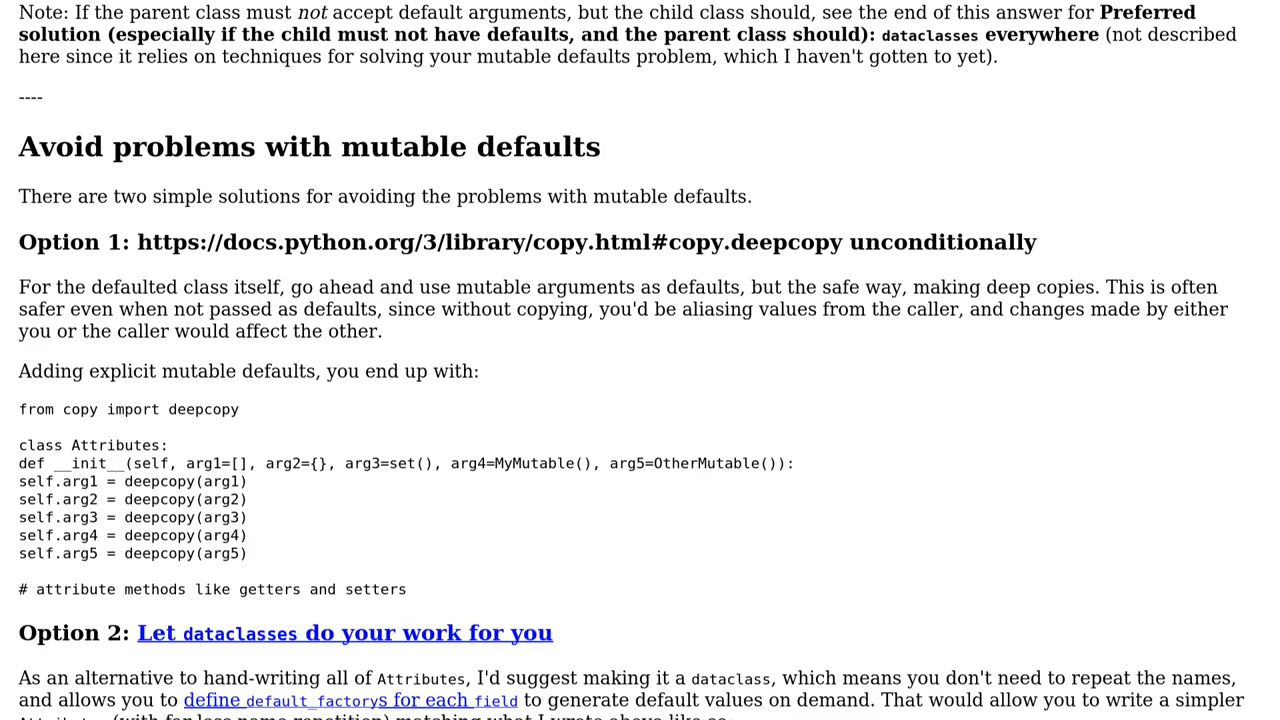 Note: If the parent class must not accept default arguments, but the child class should, see the end of this answer for Preferred
solution (especially if the child must not have defaults, and the parent class should): dataclasses everywhere (not described
here since it relies on techniques for solving your mutable defaults problem, which I haven't gotten to yet).
----
Avoid problems with mutable defaults
There are two simple solutions for avoiding the problems with mutable defaults.
Option 1: https://docs.python.org/3/library/copy.html#copy.deepcopy unconditionally
For the defaulted class itself, go ahead and use mutable arguments as defaults, but the safe way, making deep copies. This is often
safer even when not passed as defaults, since without copying, you'd be aliasing values from the caller, and changes made by either
you or the caller would affect the other.
Adding explicit mutable defaults, you end up with:
from copy import deepcopy
class Attributes:
def __init__(self, arg1=[], arg2={}, arg3=set(), arg4=MyMutable(), arg5=OtherMutable()):
self.arg1 = deepcopy(arg1)
self.arg2 = deepcopy(arg2)
self.arg3 = deepcopy(arg3)
self.arg4 = deepcopy(arg4)
self.arg5 = deepcopy(arg5)
# attribute methods like getters and setters
Option 2: Let dataclasses do your work for you
As an alternative to hand-writing all of Attributes, I'd suggest making it a dataclass, which means you don't need to repeat the names,
and allows you to define default_factorys for each field to generate default values on demand. That would allow you to write a simpler